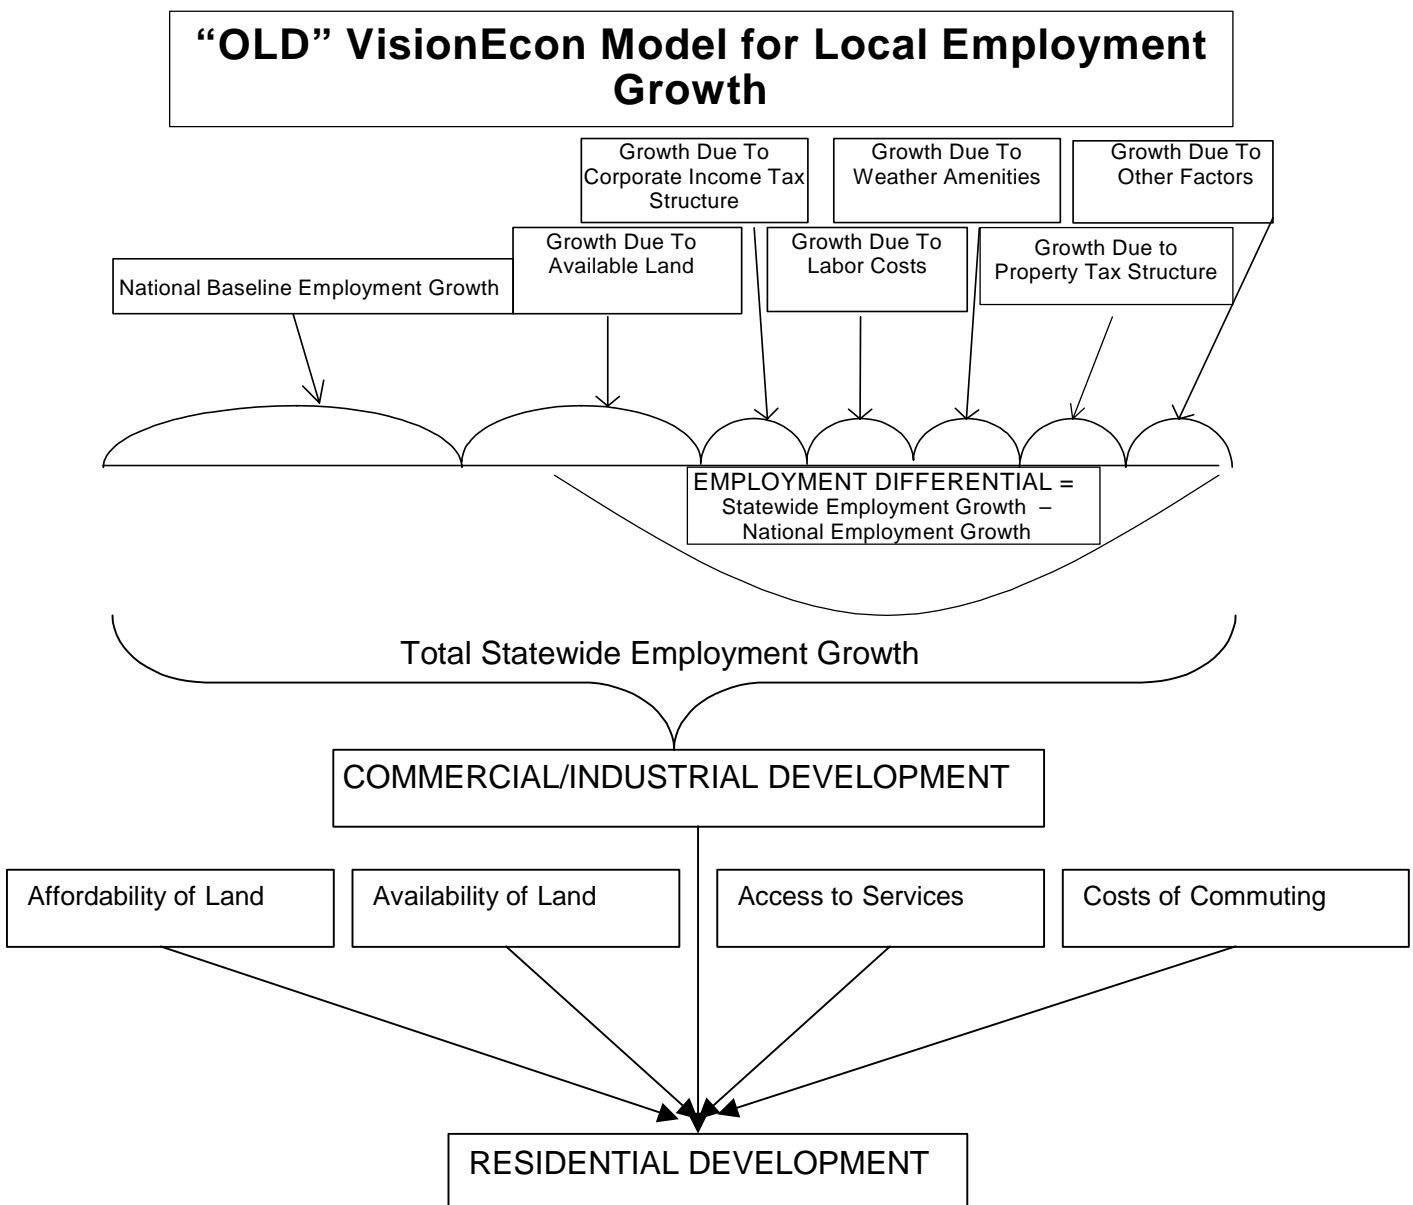 “OLD” VisionEcon Model for Local Employment
Growth
Growth Due To
Corporate Income Tax
Structure
Growth Due To
Weather Amenities
Growth Due To
Other Factors
National Baseline Employment Growth
Growth Due To
Available Land
Growth Due To
Labor Costs
Growth Due to
Property Tax Structure
EMPLOYMENT DIFFERENTIAL =
Statewide Employment Growth –
National Employment Growth
Total Statewide Employment Growth
COMMERCIAL/INDUSTRIAL DEVELOPMENT
Affordability of Land
Availability of Land
Access to Services
Costs of Commuting
RESIDENTIAL DEVELOPMENT